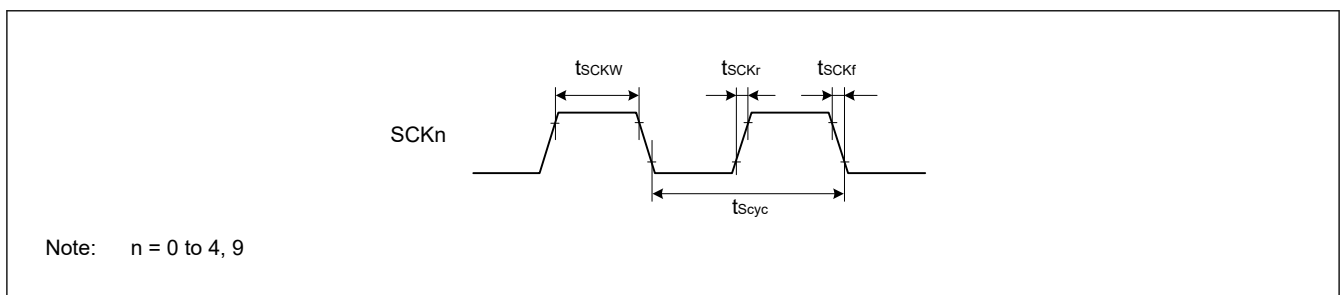 tSCKW tSCKr tSCKf
SCKn
tScyc
Note: n = 0 to 4, 9